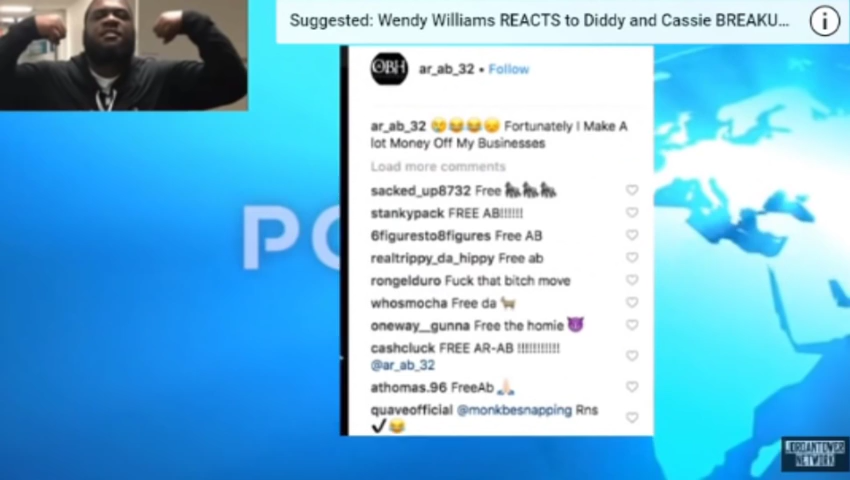 Suggested: Wendy Williams REACTS to Diddy and Cassie BREAKU...
i
OBH
ar_ab_32 • Follow
ar_ab_32 😢😂😂😔 Fortunately I Make A
lot Money Off My Businesses
Load more comments
sacked_up8732 Free 🦍🦍🦍
stankypack FREE AB!!!!!!
6figuresto8figures Free AB
realtrippy_da_hippy Free ab
rongelduro Fuck that bitch move
whosmocha Free da 🐐
oneway__gunna Free the homie 😈
cashcluck FREE AR-AB !!!!!!!!!!!!
@ar_ab_32
athomas.96 FreeAb 🙏🏻
quaveofficial @monkbesnapping Rns
✔😂
PO
JORDANTOWER
NETWORK